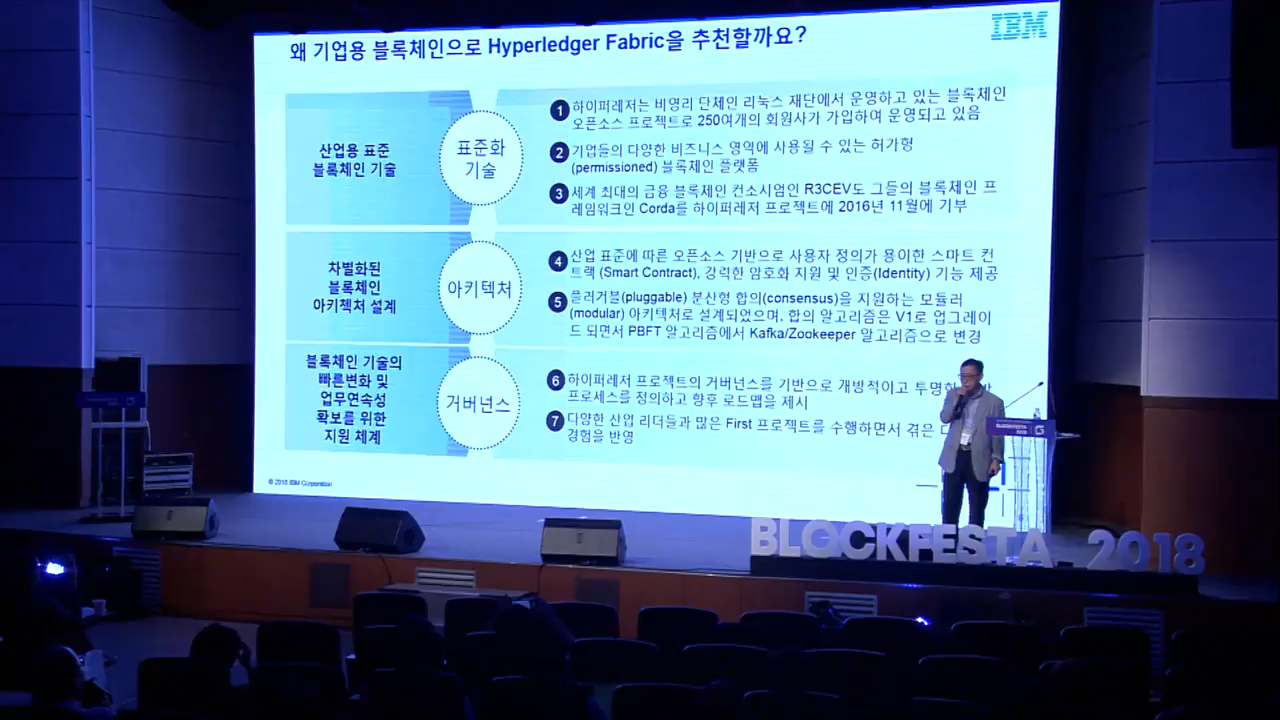 왜 기업용 블록체인으로 Hyperledger Fabric을 추천할까요?
IBM
산업용 표준
블록체인 기술
표준화
기술
1 하이퍼레저는 비영리 단체인 리눅스 재단에서 운영하고 있는 블록체인
오픈소스 프로젝트로 250여개의 회원사가 가입하여 운영되고 있음
2 기업들의 다양한 비즈니스 영역에 사용될 수 있는 허가형
(permissioned) 블록체인 플랫폼
3 세계 최대의 금융 블록체인 컨소시엄인 R3CEV도 그들의 블록체인 프
레임워크인 Corda를 하이퍼레저 프로젝트에 2016년 11월에 기부
차별화된
블록체인
아키첵처 설계
아키텍처
4 산업 표준에 따른 오픈소스 기반으로 사용자 정의가 용이한 스마트 컨
트랙 (Smart Contract), 강력한 암호화 지원 및 인증(Identity) 기능 제공
5 플러거블(pluggable) 분산형 합의(consensus)을 지원하는 모듈러
(modular) 아키텍처로 설계되었으며, 합의 알고리즘은 V1로 업그레이
드 되면서 PBFT 알고리즘에서 Kafka/Zookeeper 알고리즘으로 변경
블록체인 기술의
빠른변화 및
업무연속성
확보를 위한
지원 체계
거버넌스
6 하이퍼레저 프로젝트의 거버넌스를 기반으로 개방적이고 투명한
프로세스를 정의하고 향후 로드맵을 제시
7 다양한 산업 리더들과 많은 First 프로젝트를 수행하면서 겪은
경험을 반영
© 2018 IBM Corporation
BLOCKFESTA
2018
BLOCKFESTA 2018